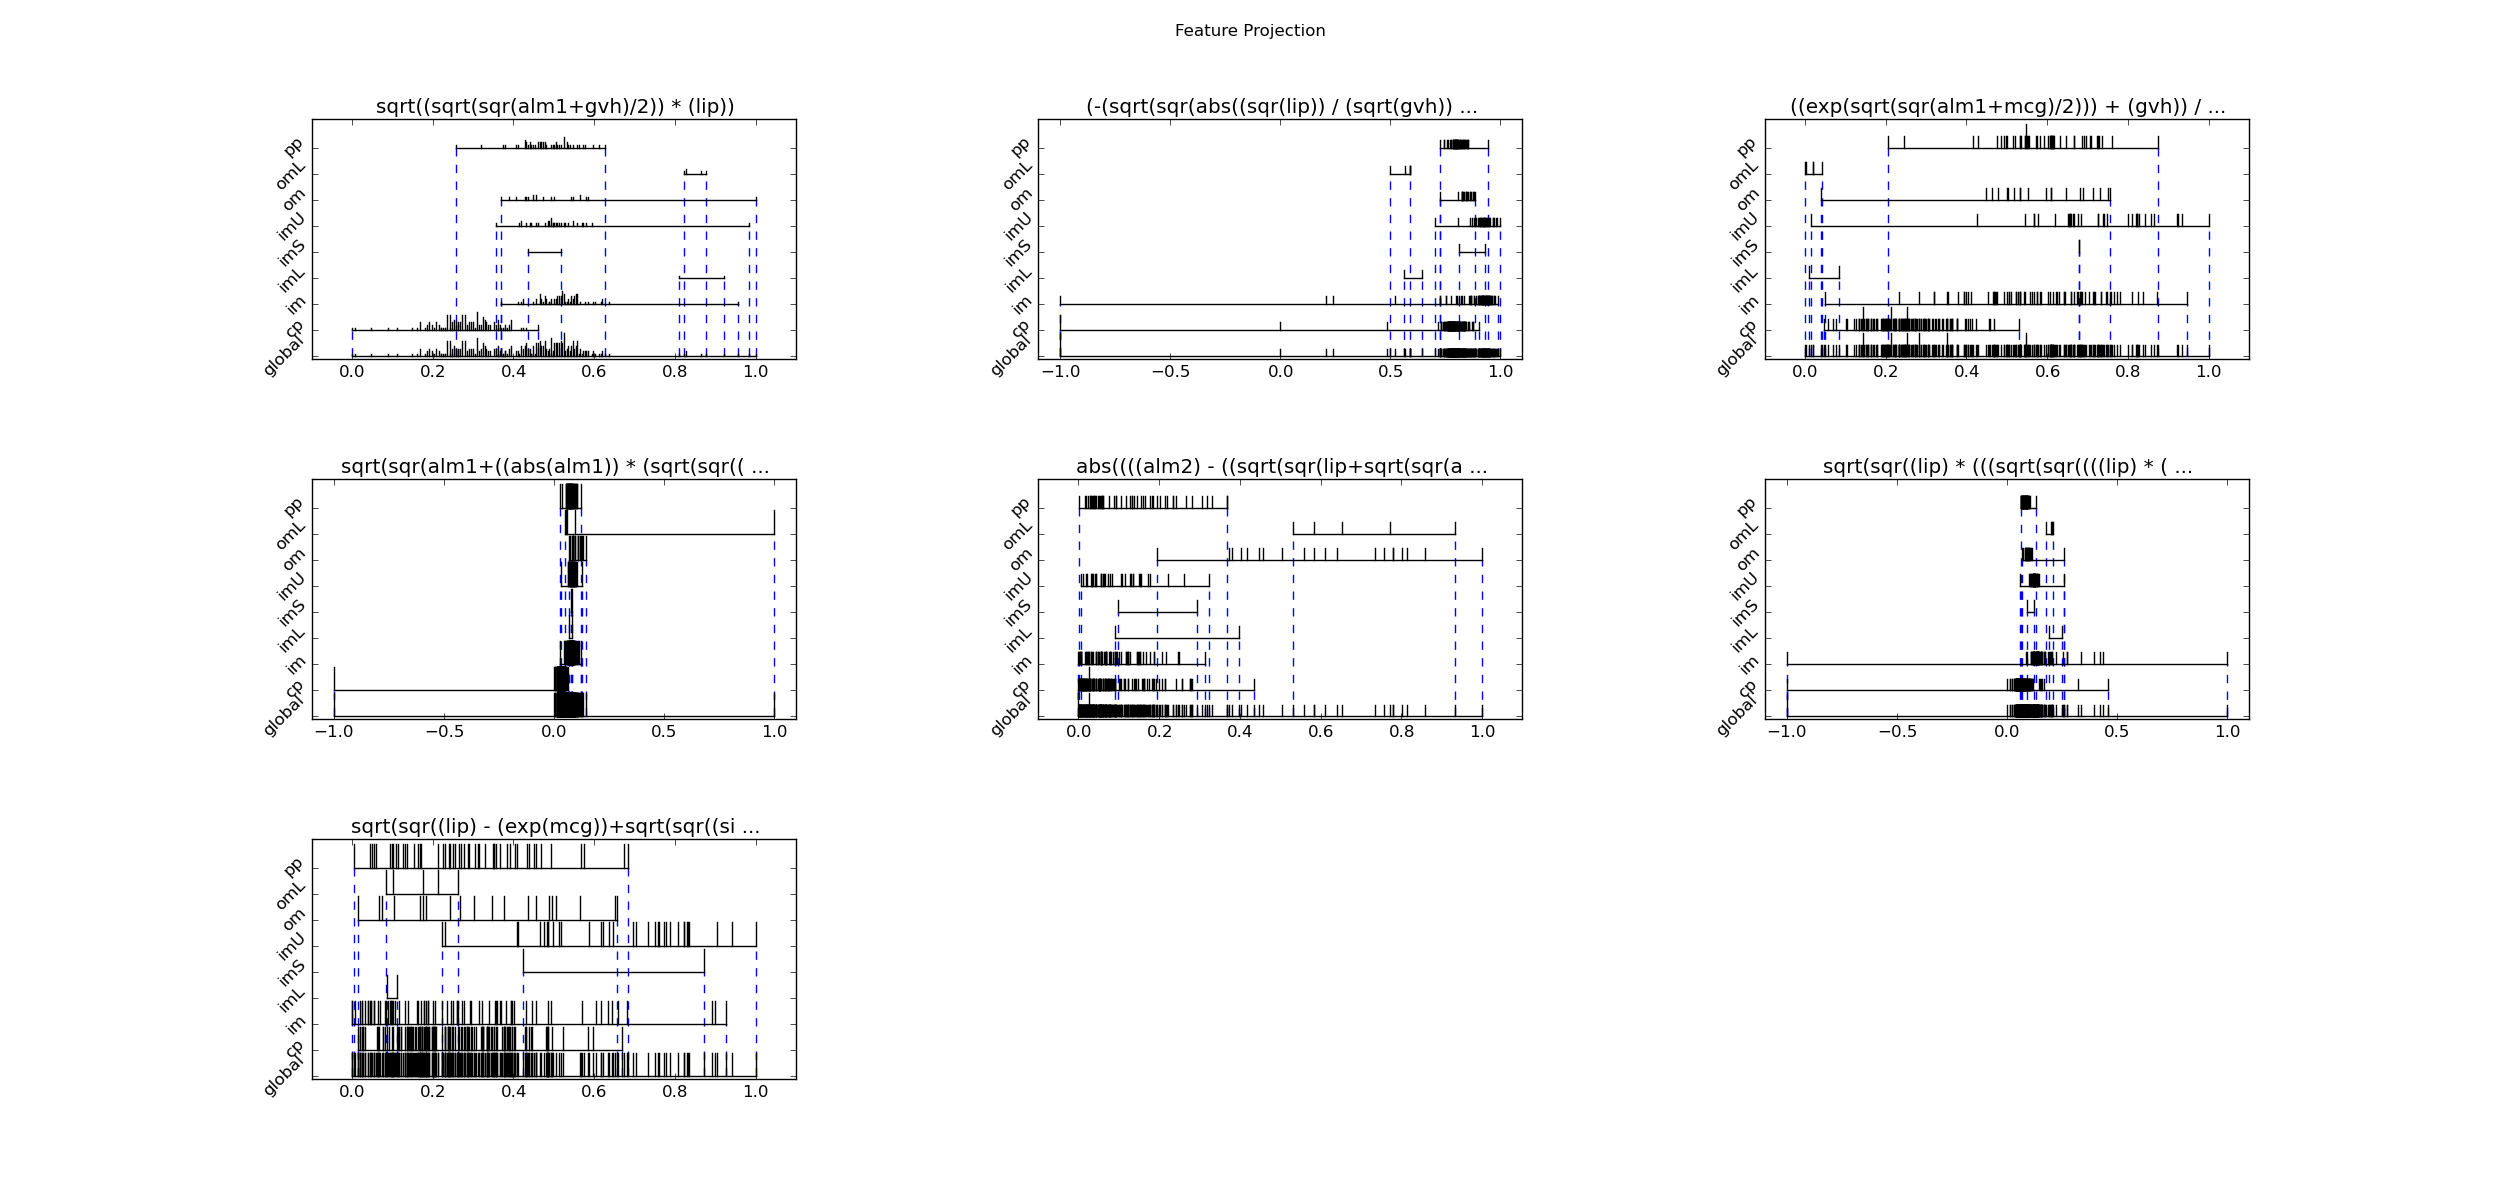 Feature Projection
sqrt((sqrt(sqr(alm1+gvh)/2)) * (lip))
pp
omL
om
imU
imS
imL
im
cp
global
0.0 0.2 0.4 0.6 0.8 1.0
(-(sqrt(sqr(abs((sqr(lip)) / (sqrt(gvh)) ...
pp
omL
om
imU
imS
imL
im
cp
global
−1.0 −0.5 0.0 0.5 1.0
((exp(sqrt(sqr(alm1+mcg)/2))) + (gvh)) / ...
pp
omL
om
imU
imS
imL
im
cp
global
0.0 0.2 0.4 0.6 0.8 1.0
sqrt(sqr(alm1+((abs(alm1)) * (sqrt(sqr(( ...
pp
omL
om
imU
imS
imL
im
cp
global
−1.0 −0.5 0.0 0.5 1.0
abs((((alm2) - ((sqrt(sqr(lip+sqrt(sqr(a ...
pp
omL
om
imU
imS
imL
im
cp
global
0.0 0.2 0.4 0.6 0.8 1.0
sqrt(sqr((lip) * (((sqrt(sqr((((lip) * ( ...
pp
omL
om
imU
imS
imL
im
cp
global
−1.0 −0.5 0.0 0.5 1.0
sqrt(sqr((lip) - (exp(mcg))+sqrt(sqr((si ...
pp
omL
om
imU
imS
imL
im
cp
global
0.0 0.2 0.4 0.6 0.8 1.0